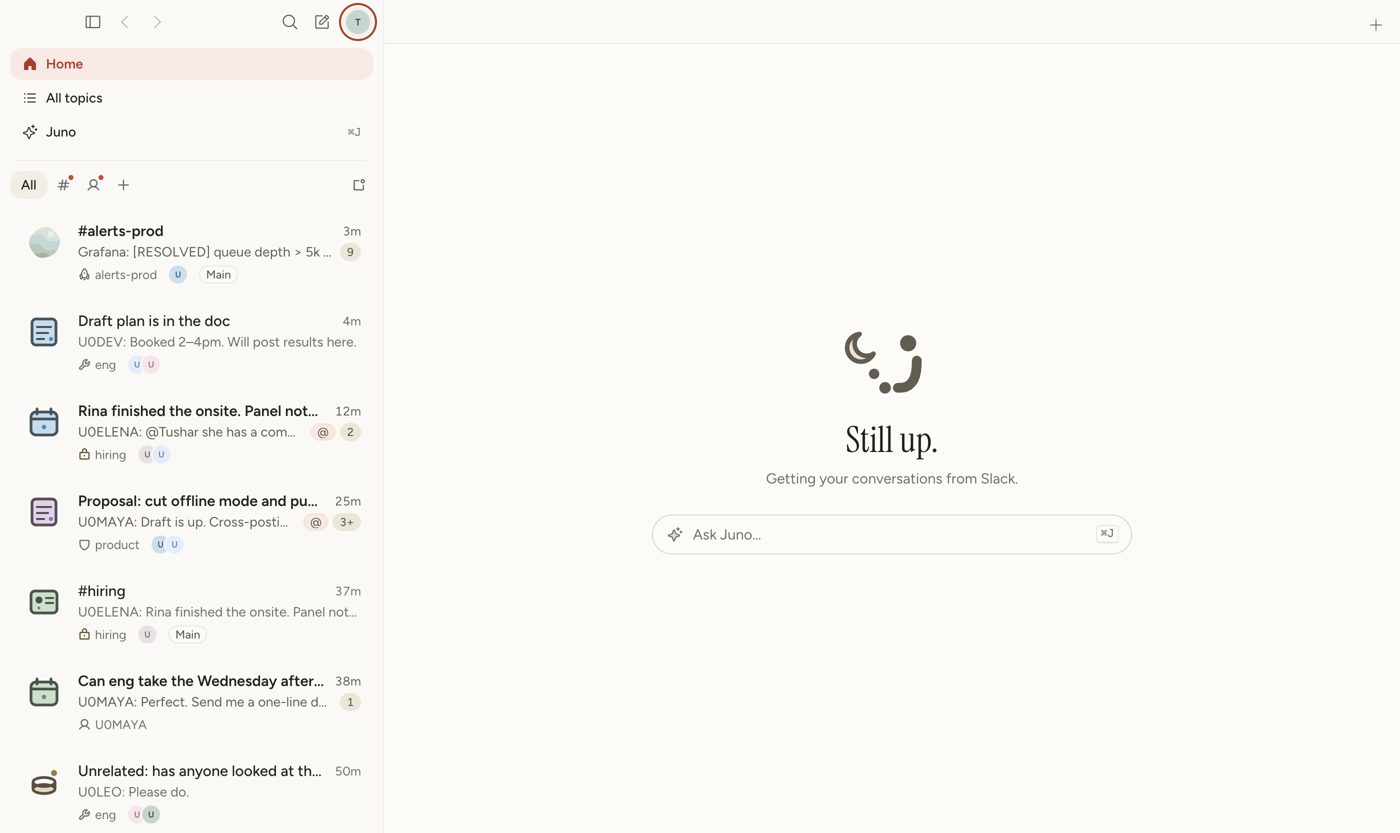 T
Home
All topics
Juno ⌘J
All
#alerts-prod 3m
Grafana: [RESOLVED] queue depth > 5k ... 9
alerts-prod U Main
Draft plan is in the doc 4m
U0DEV: Booked 2–4pm. Will post results here.
eng U U
Rina finished the onsite. Panel not... 12m
U0ELENA: @Tushar she has a com... @ 2
hiring U U
Proposal: cut offline mode and pu... 25m
U0MAYA: Draft is up. Cross-posti... @ 3+
product U U
#hiring 37m
U0ELENA: Rina finished the onsite. Panel not...
hiring U Main
Can eng take the Wednesday after... 38m
U0MAYA: Perfect. Send me a one-line d... 1
U0MAYA
Unrelated: has anyone looked at th... 50m
U0LEO: Please do.
eng U U
Still up.
Getting your conversations from Slack.
Ask Juno... ⌘J